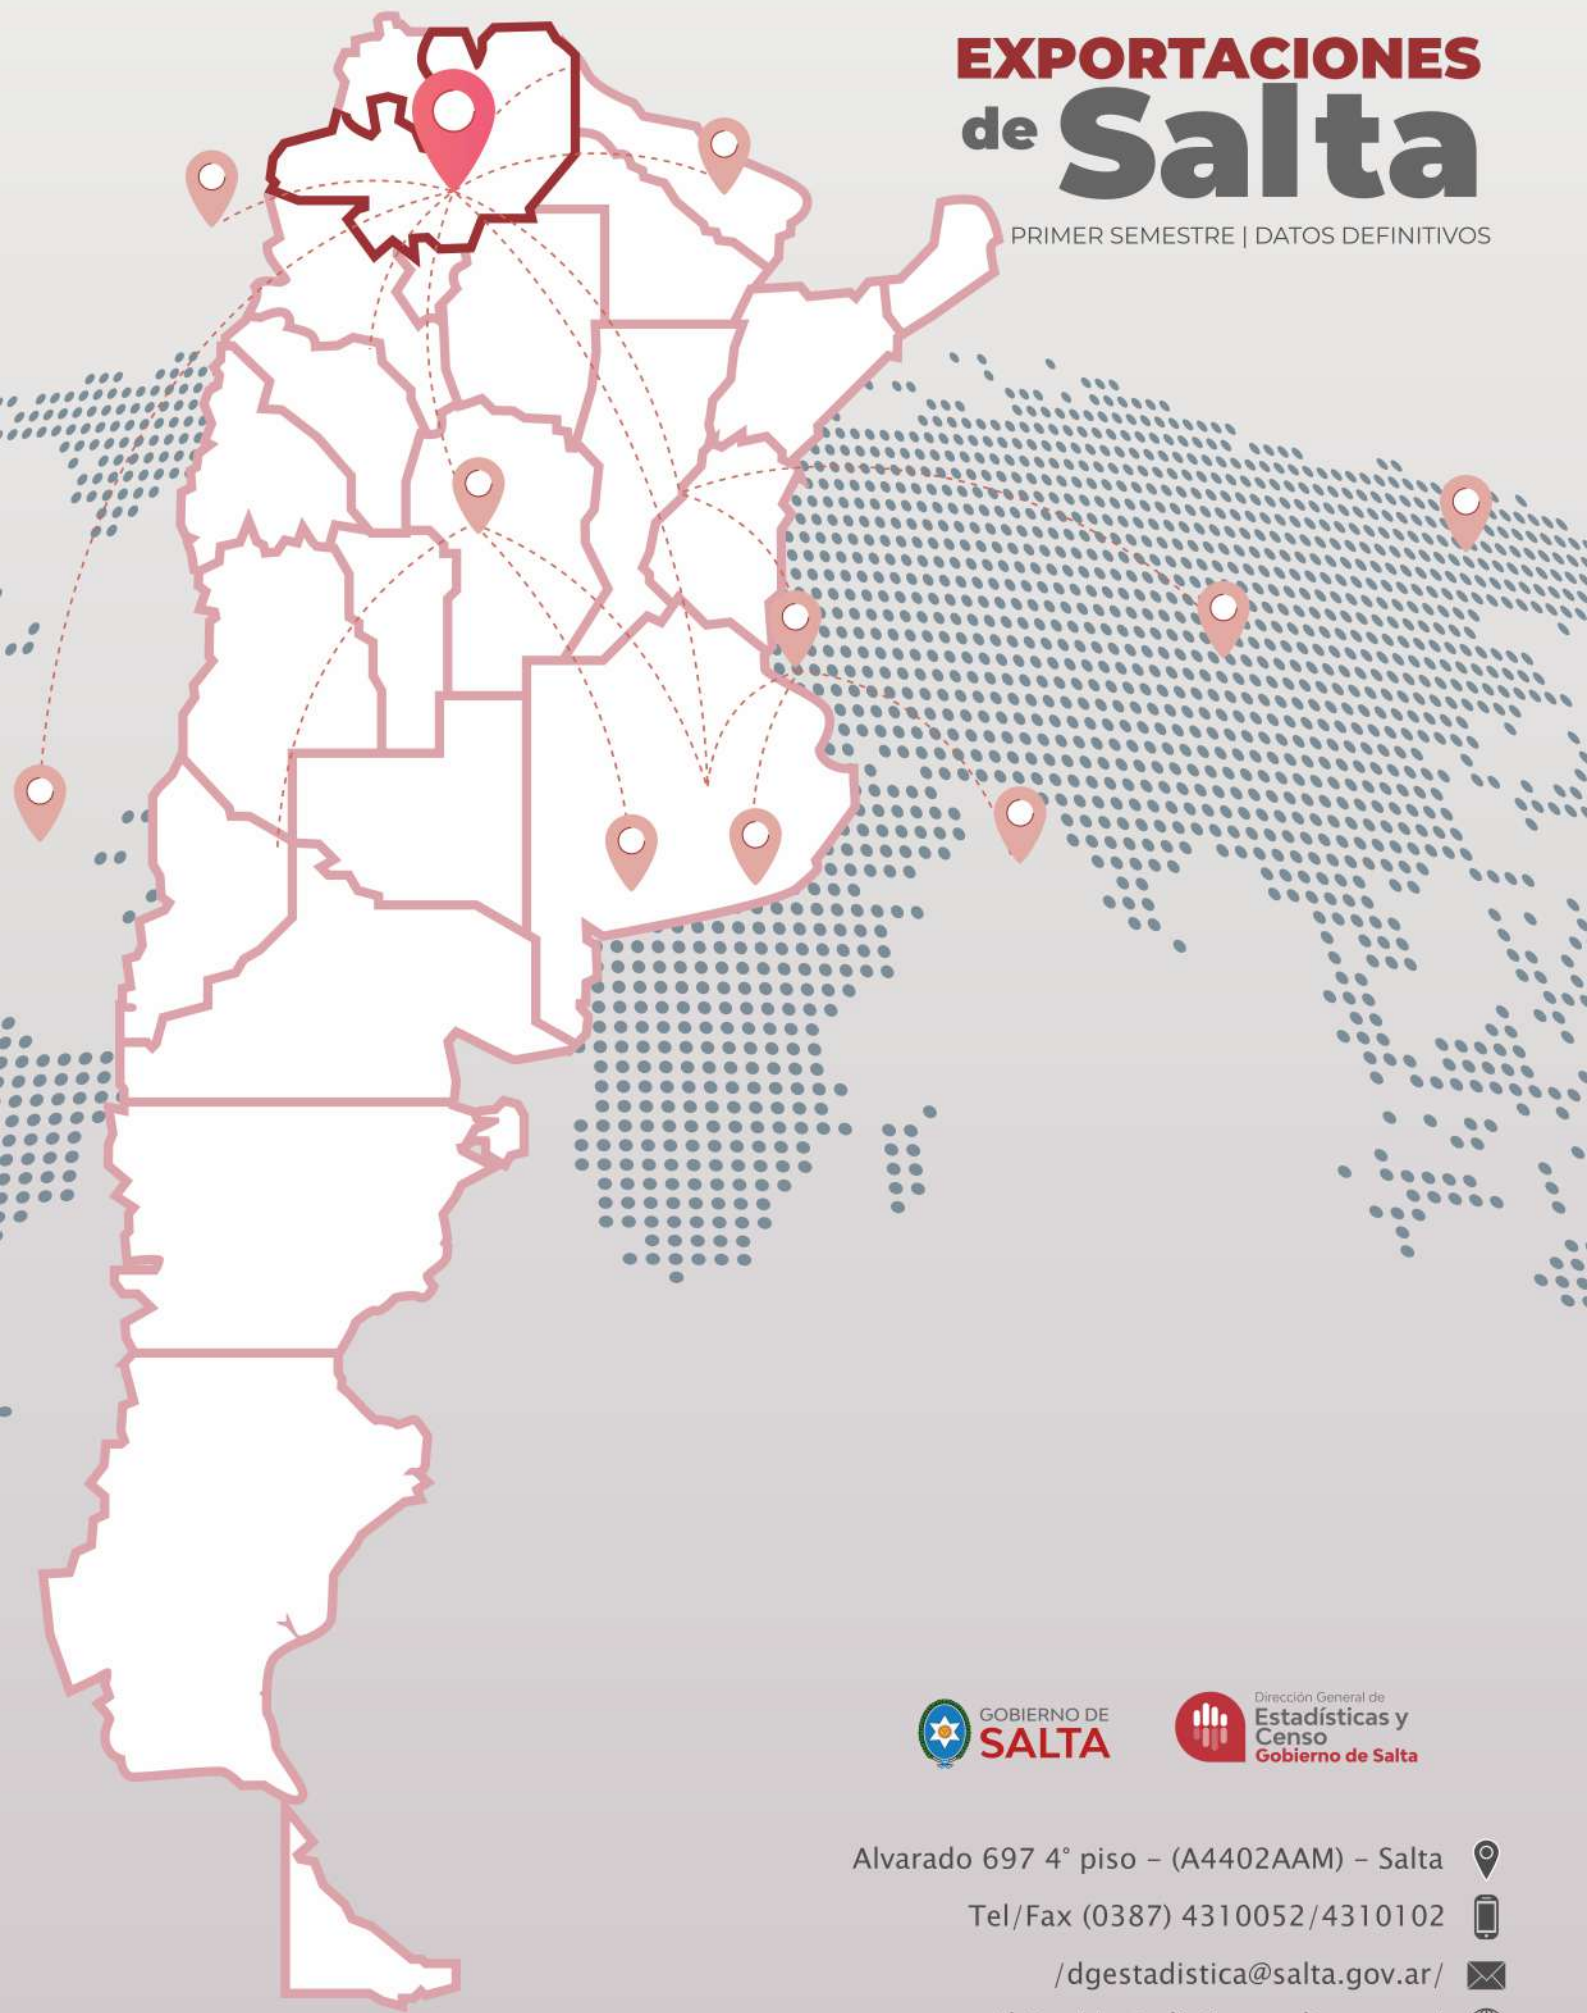 EXPORTACIONES
de Salta
PRIMER SEMESTRE | DATOS DEFINITIVOS
GOBIERNO DE
SALTA
Dirección General de
Estadísticas y
Censo
Gobierno de Salta
Alvarado 697 4° piso – (A4402AAM) – Salta
Tel/Fax (0387) 4310052/4310102
/dgestadistica@salta.gov.ar/